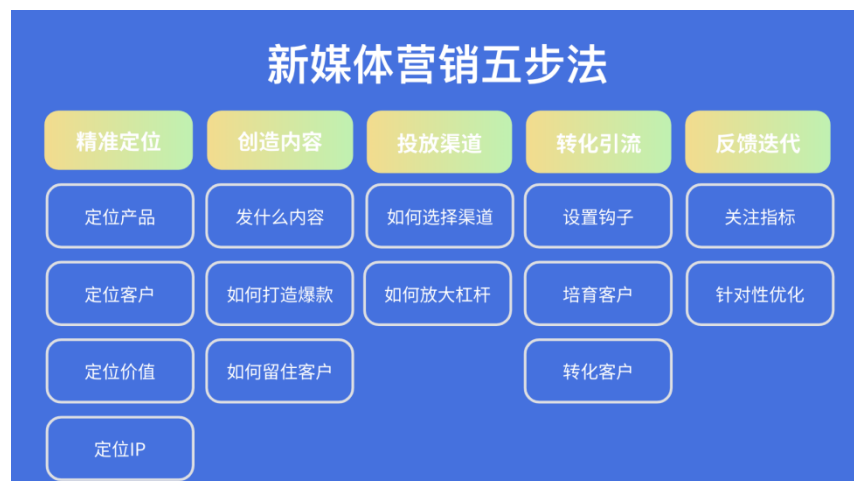 新媒体营销五步法
精准定位
创造内容
投放渠道
转化引流
反馈迭代
定位产品
发什么内容
如何选择渠道
设置钩子
关注指标
定位客户
如何打造爆款
如何放大杠杆
培育客户
针对性优化
定位价值
如何留住客户
转化客户
定位IP